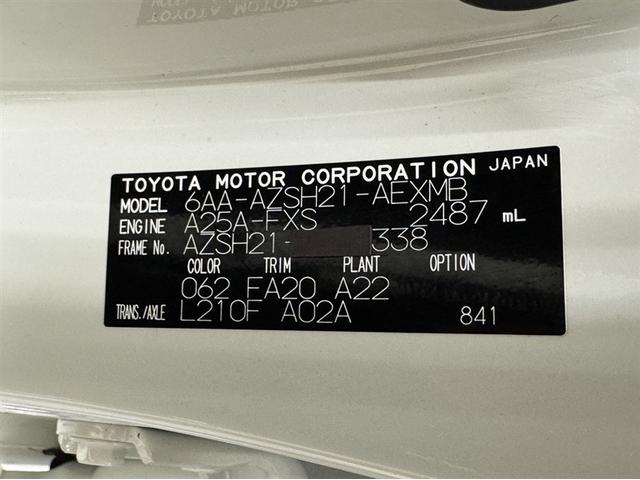 TOYOTA MOTOR CORPORATION JAPAN
MODEL 6AA-AZSH21-AEXMB
ENGINE A25A-FXS 2487 mL
FRAME No. AZSH21- 338
COLOR TRIM PLANT OPTION
062 FA20 A22
TRANS./AXLE L210F A02A 841